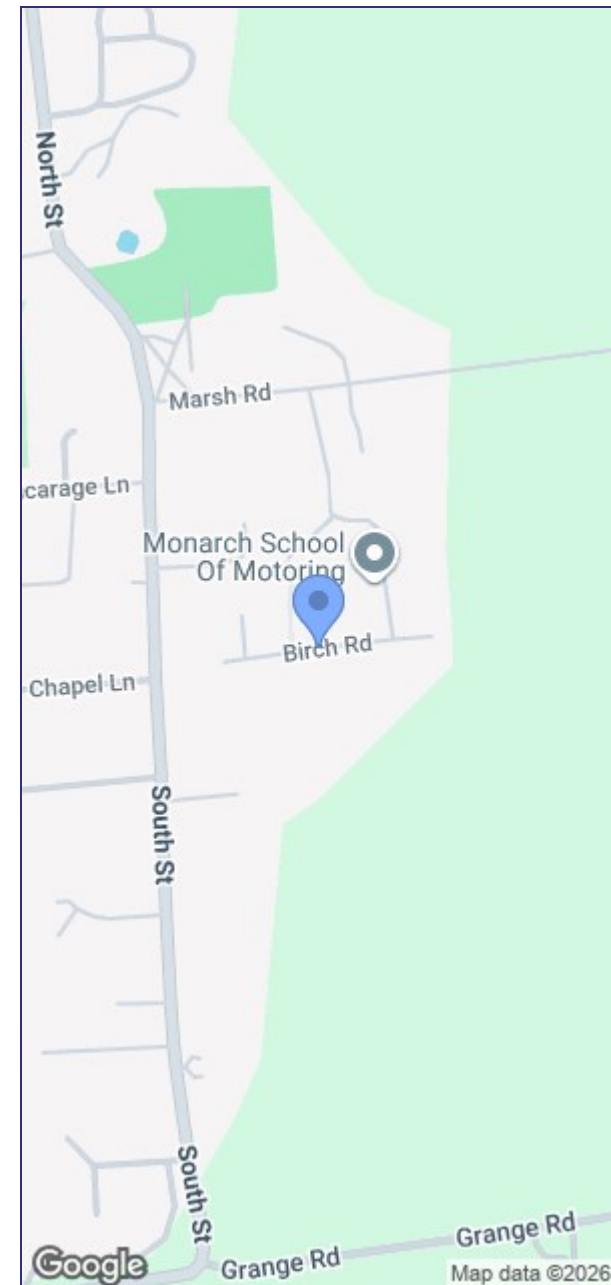 North St
Marsh Rd
carage Ln
Monarch School
Of Motoring
Birch Rd
Chapel Ln
South St
South St
Grange Rd
Grange Rd
Google
Map data ©2026